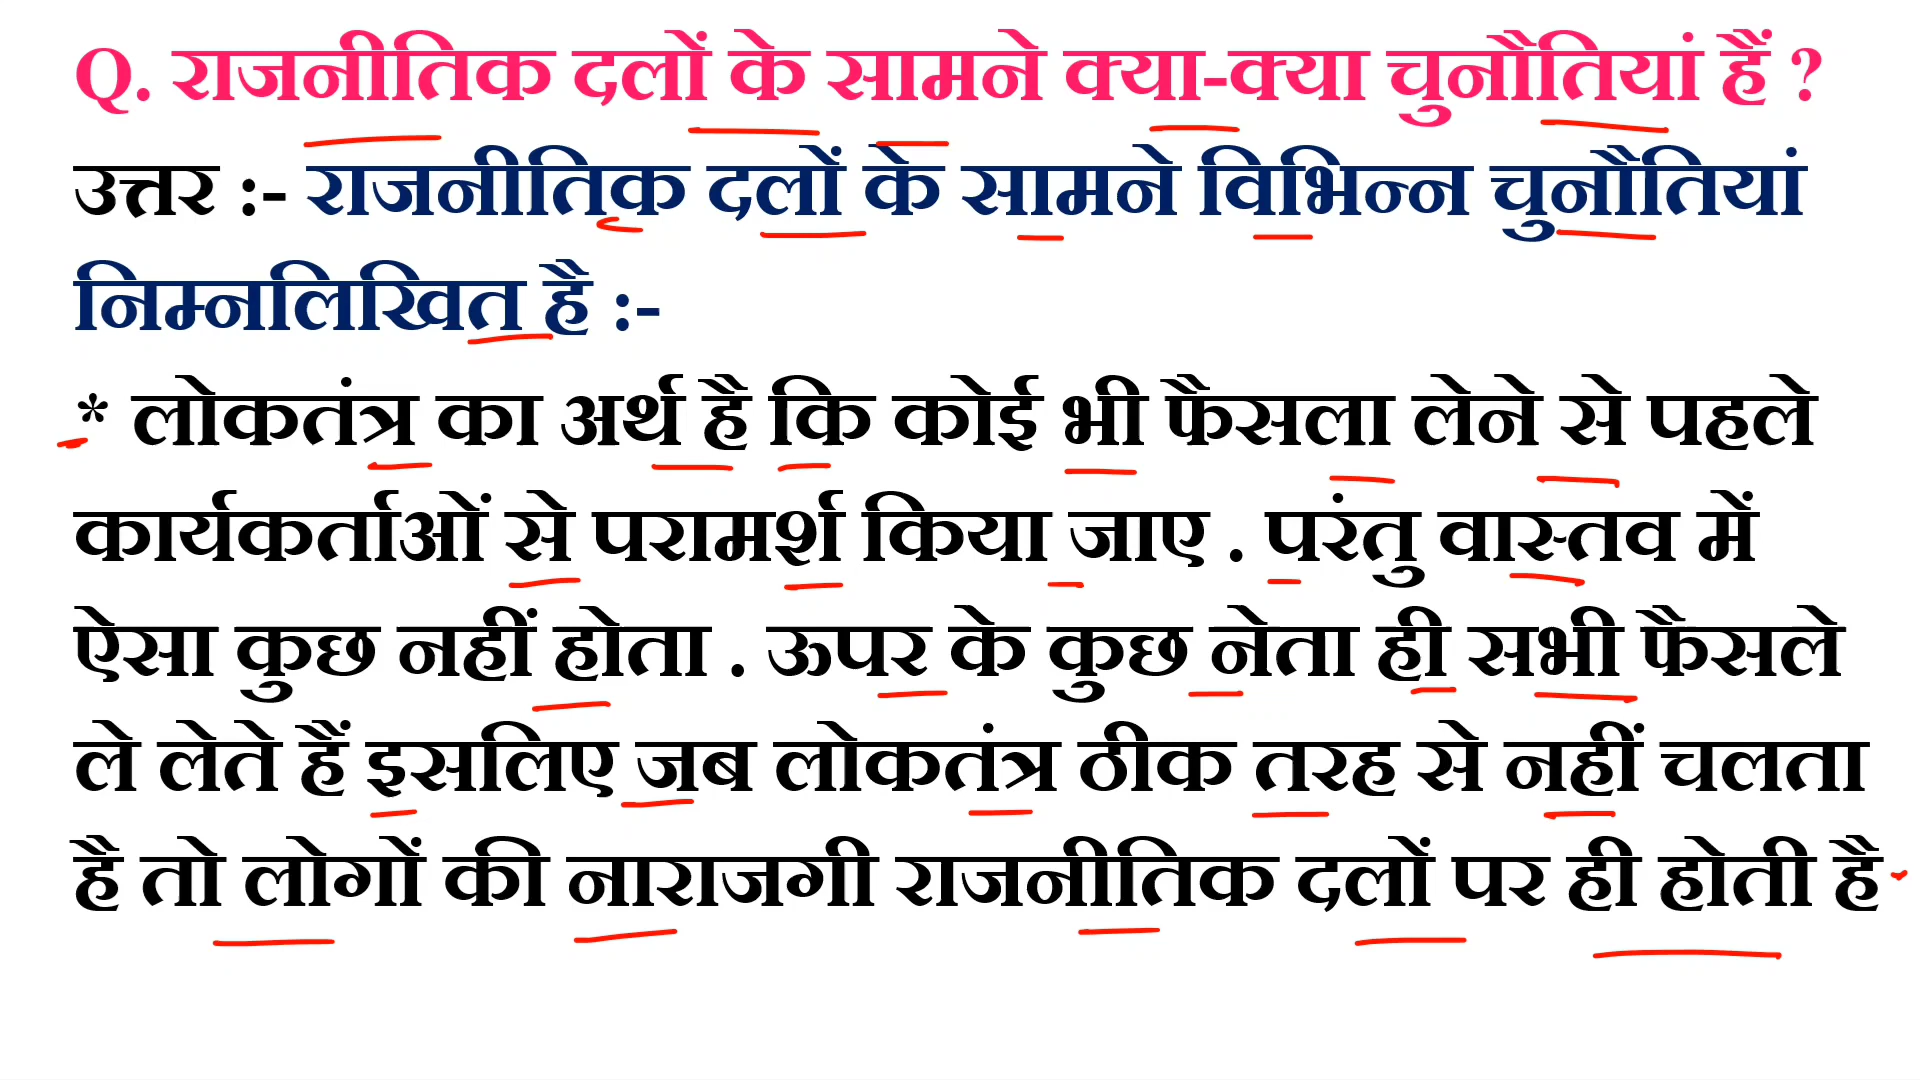 Q. राजनीतिक दलों के सामने क्या-क्या चुनौतियां हैं ?
उत्तर :- राजनीतिक दलों के सामने विभिन्न चुनौतियां
निम्नलिखित है :-
* लोकतंत्र का अर्थ है कि कोई भी फैसला लेने से पहले
कार्यकर्ताओं से परामर्श किया जाए . परंतु वास्तव में
ऐसा कुछ नहीं होता . ऊपर के कुछ नेता ही सभी फैसले
ले लेते हैं इसलिए जब लोकतंत्र ठीक तरह से नहीं चलता
है तो लोगों की नाराजगी राजनीतिक दलों पर ही होती है